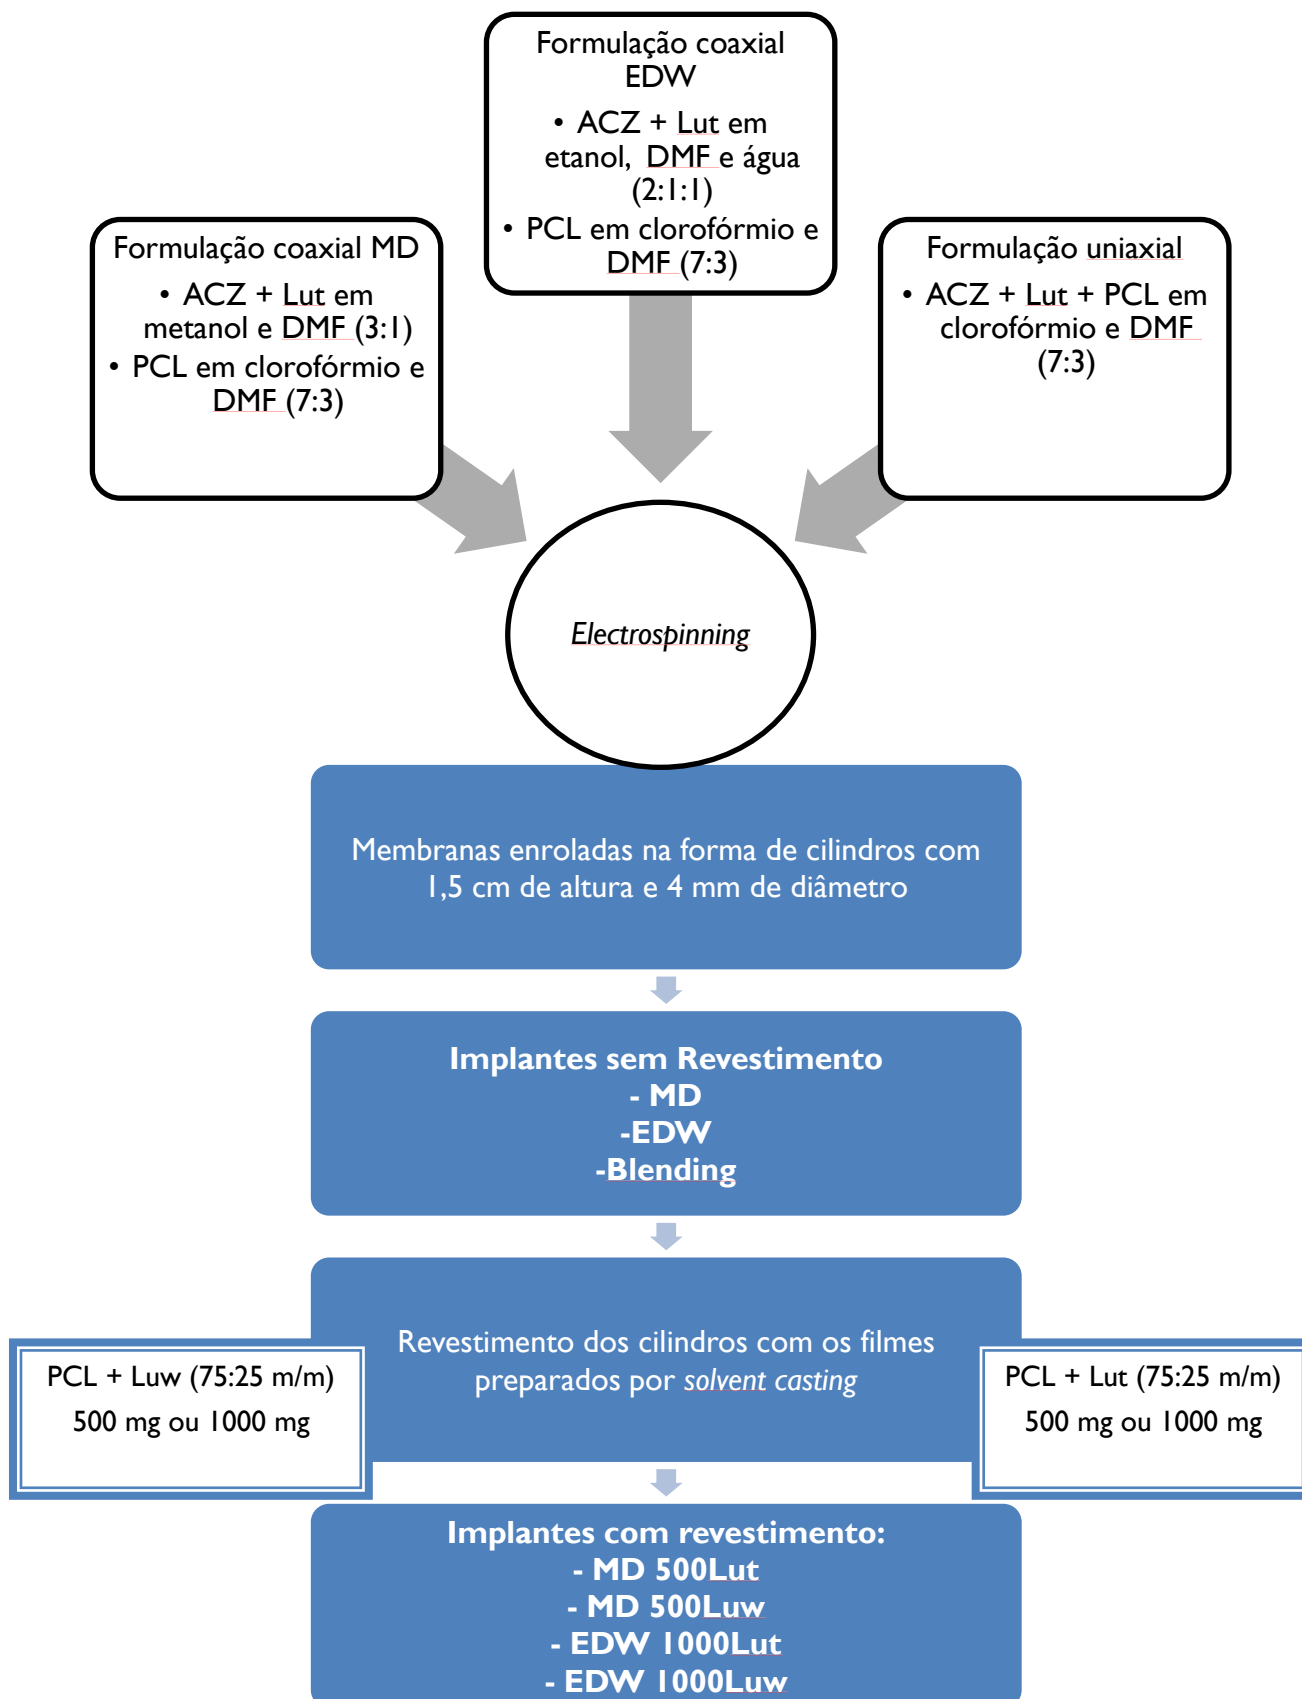 Formulação coaxial
EDW
• ACZ + Lut em
etanol, DMF e água
(2:1:1)
• PCL em clorofórmio e
DMF (7:3)
Formulação coaxial MD
• ACZ + Lut em
metanol e DMF (3:1)
• PCL em clorofórmio e
DMF (7:3)
Formulação uniaxial
• ACZ + Lut + PCL em
clorofórmio e DMF
(7:3)
Electrospinning
Membranas enroladas na forma de cilindros com
1,5 cm de altura e 4 mm de diâmetro
Implantes sem Revestimento
- MD
-EDW
-Blending
Revestimento dos cilindros com os filmes
preparados por solvent casting
PCL + Luw (75:25 m/m)
500 mg ou 1000 mg
PCL + Lut (75:25 m/m)
500 mg ou 1000 mg
Implantes com revestimento:
- MD 500Lut
- MD 500Luw
- EDW 1000Lut
- EDW 1000Luw